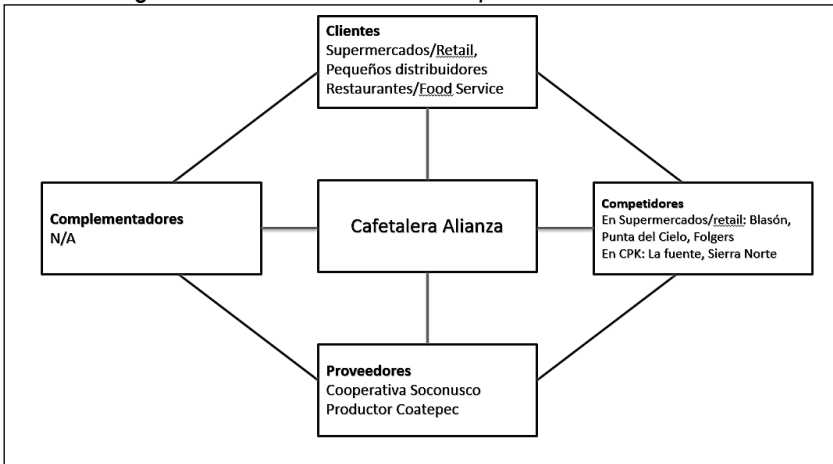 Clientes
Supermercados/Retail,
Pequeños distribuidores
Restaurantes/Food Service
Complementadores
N/A
Cafetalera Alianza
Competidores
En Supermercados/retail: Blasón,
Punta del Cielo, Folgers
En CPK: La fuente, Sierra Norte
Proveedores
Cooperativa Soconusco
Productor Coatepec